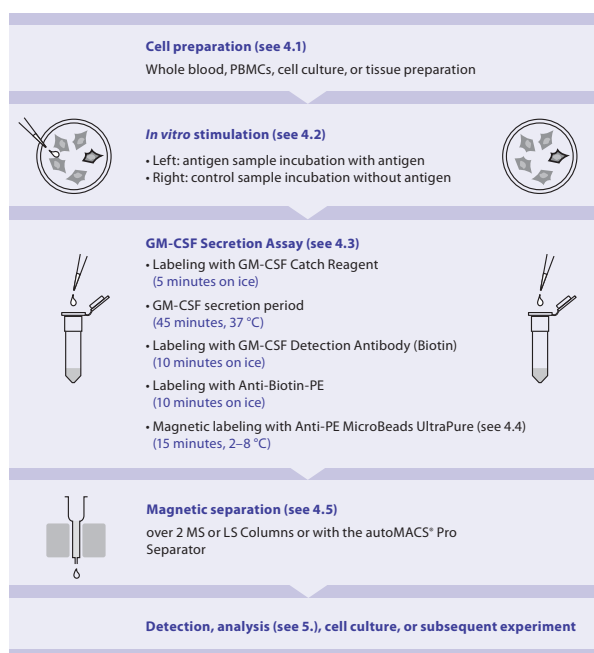 Cell preparation (see 4.1)
Whole blood, PBMCs, cell culture, or tissue preparation
In vitro stimulation (see 4.2)
• Left: antigen sample incubation with antigen
• Right: control sample incubation without antigen
GM-CSF Secretion Assay (see 4.3)
• Labeling with GM-CSF Catch Reagent
(5 minutes on ice)
• GM-CSF secretion period
(45 minutes, 37 °C)
• Labeling with GM-CSF Detection Antibody (Biotin)
(10 minutes on ice)
• Labeling with Anti-Biotin-PE
(10 minutes on ice)
• Magnetic labeling with Anti-PE MicroBeads UltraPure (see 4.4)
(15 minutes, 2–8 °C)
Magnetic separation (see 4.5)
over 2 MS or LS Columns or with the autoMACS® Pro
Separator
Detection, analysis (see 5.), cell culture, or subsequent experiment